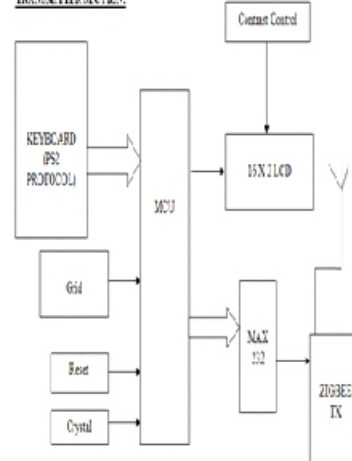 Contrast Control
KEYBOARD
(PS2
PROTOCOL)
MCU
16 X 2 LCD
Grid
MAX
232
Reset
ZIGBEE
TX
Crystal